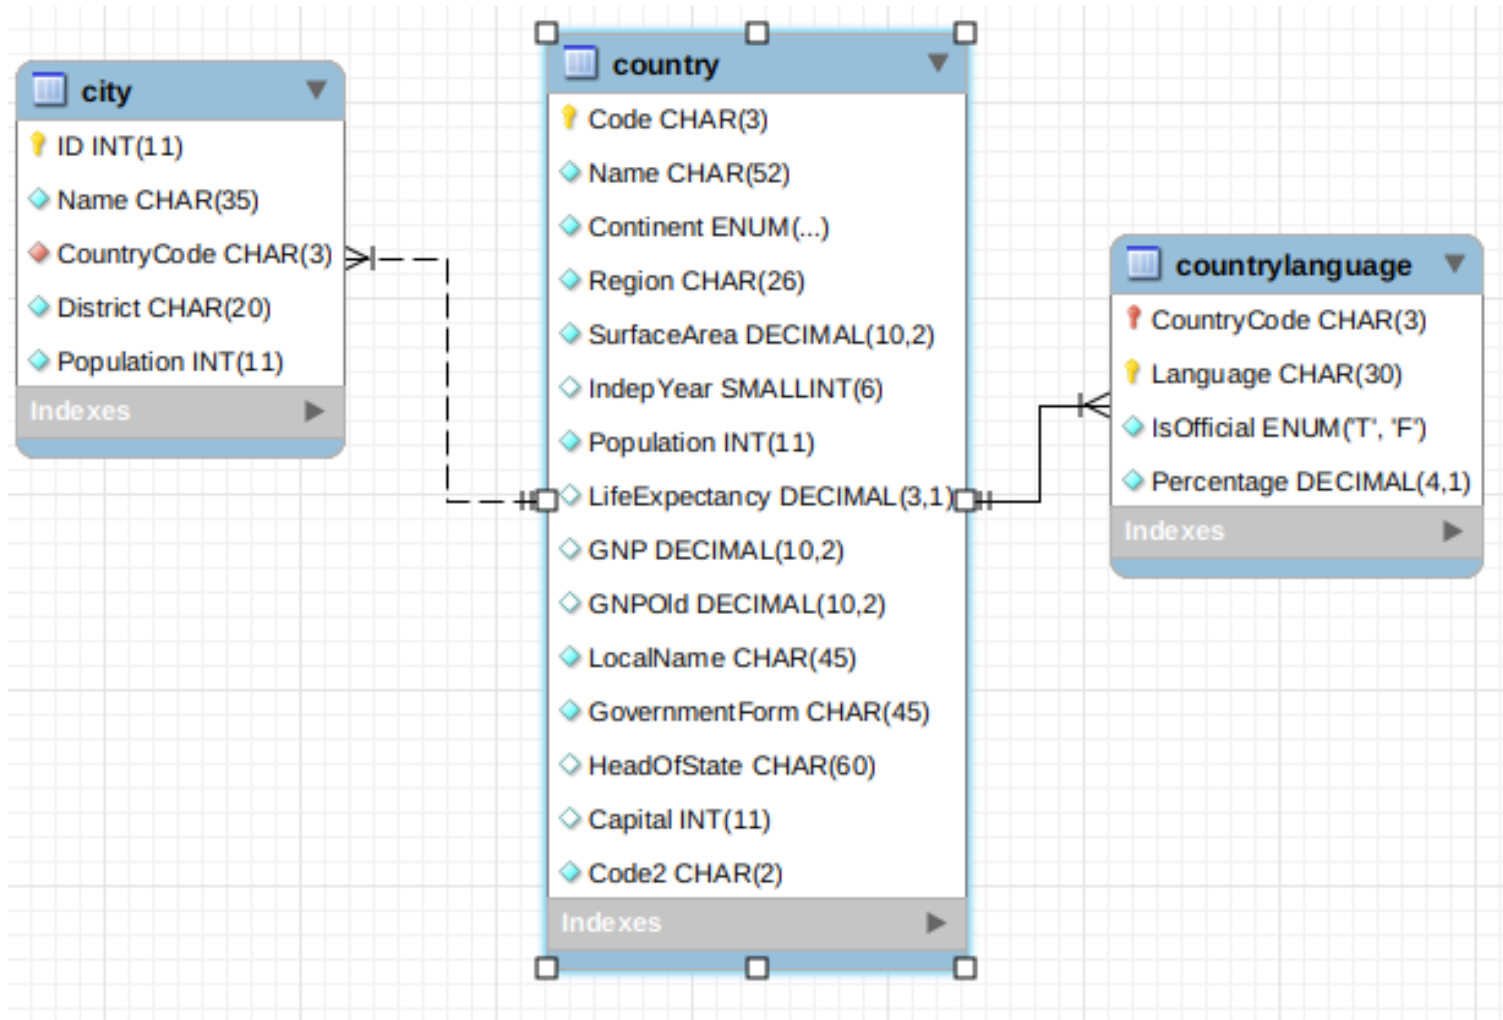 city
ID INT(11)
Name CHAR(35)
CountryCode CHAR(3)
District CHAR(20)
Population INT(11)
Indexes
country
Code CHAR(3)
Name CHAR(52)
Continent ENUM(...)
Region CHAR(26)
SurfaceArea DECIMAL(10,2)
IndepYear SMALLINT(6)
Population INT(11)
LifeExpectancy DECIMAL(3,1)
GNP DECIMAL(10,2)
GNPOld DECIMAL(10,2)
LocalName CHAR(45)
GovernmentForm CHAR(45)
HeadOfState CHAR(60)
Capital INT(11)
Code2 CHAR(2)
Indexes
countrylanguage
CountryCode CHAR(3)
Language CHAR(30)
IsOfficial ENUM('T', 'F')
Percentage DECIMAL(4,1)
Indexes